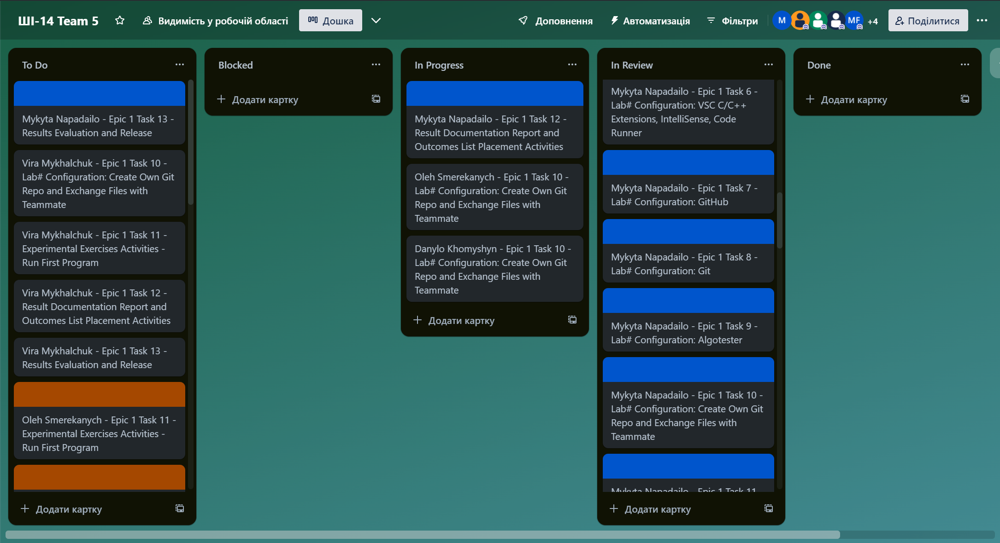 ШІ-14 Team 5
Видимість у робочій області
Дошка
Доповнення
Автоматизація
Фільтри
M
MF
+4
Поділитися
To Do
Mykyta Napadailo - Epic 1 Task 13 -
Results Evaluation and Release
Vira Mykhalchuk - Epic 1 Task 10 -
Lab# Configuration: Create Own Git
Repo and Exchange Files with
Teammate
Vira Mykhalchuk - Epic 1 Task 11 -
Experimental Exercises Activities -
Run First Program
Vira Mykhalchuk - Epic 1 Task 12 -
Result Documentation Report and
Outcomes List Placement Activities
Vira Mykhalchuk - Epic 1 Task 13 -
Results Evaluation and Release
Oleh Smerekanych - Epic 1 Task 11 -
Experimental Exercises Activities -
Run First Program
Додати картку
Blocked
Додати картку
In Progress
Mykyta Napadailo - Epic 1 Task 12 -
Result Documentation Report and
Outcomes List Placement Activities
Oleh Smerekanych - Epic 1 Task 10 -
Lab# Configuration: Create Own Git
Repo and Exchange Files with
Teammate
Danylo Khomyshyn - Epic 1 Task 10 -
Lab# Configuration: Create Own Git
Repo and Exchange Files with
Teammate
Додати картку
In Review
Mykyta Napadailo - Epic 1 Task 6 -
Lab# Configuration: VSC C/C++
Extensions, IntelliSense, Code
Runner
Mykyta Napadailo - Epic 1 Task 7 -
Lab# Configuration: GitHub
Mykyta Napadailo - Epic 1 Task 8 -
Lab# Configuration: Git
Mykyta Napadailo - Epic 1 Task 9 -
Lab# Configuration: Algotester
Mykyta Napadailo - Epic 1 Task 10 -
Lab# Configuration: Create Own Git
Repo and Exchange Files with
Teammate
Mykyta Napadailo - Epic 1 Task 11
Додати картку
Done
Додати картку